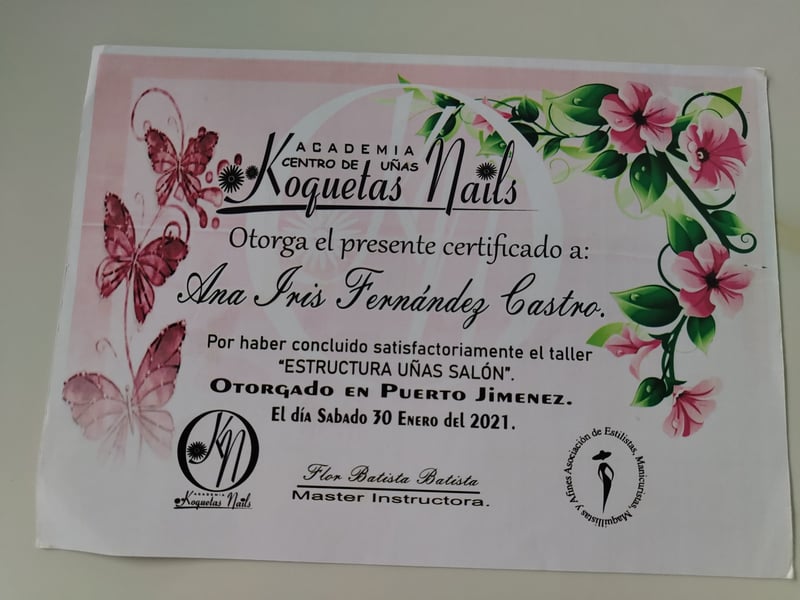 ACADEMIA
CENTRO DE UÑAS
Koquetas Nails
Otorga el presente certificado a:
Ana Iris Fernández Castro.
Por haber concluido satisfactoriamente el taller
"ESTRUCTURA UÑAS SALÓN".
Otorgado en Puerto Jimenez.
El día Sabado 30 Enero del 2021.
KN
ACADEMIA
Koquetas Nails
Flor Batista Batista
Master Instructora.
Asociación de Estilistas, Manicuristas, Maquillistas y Afines